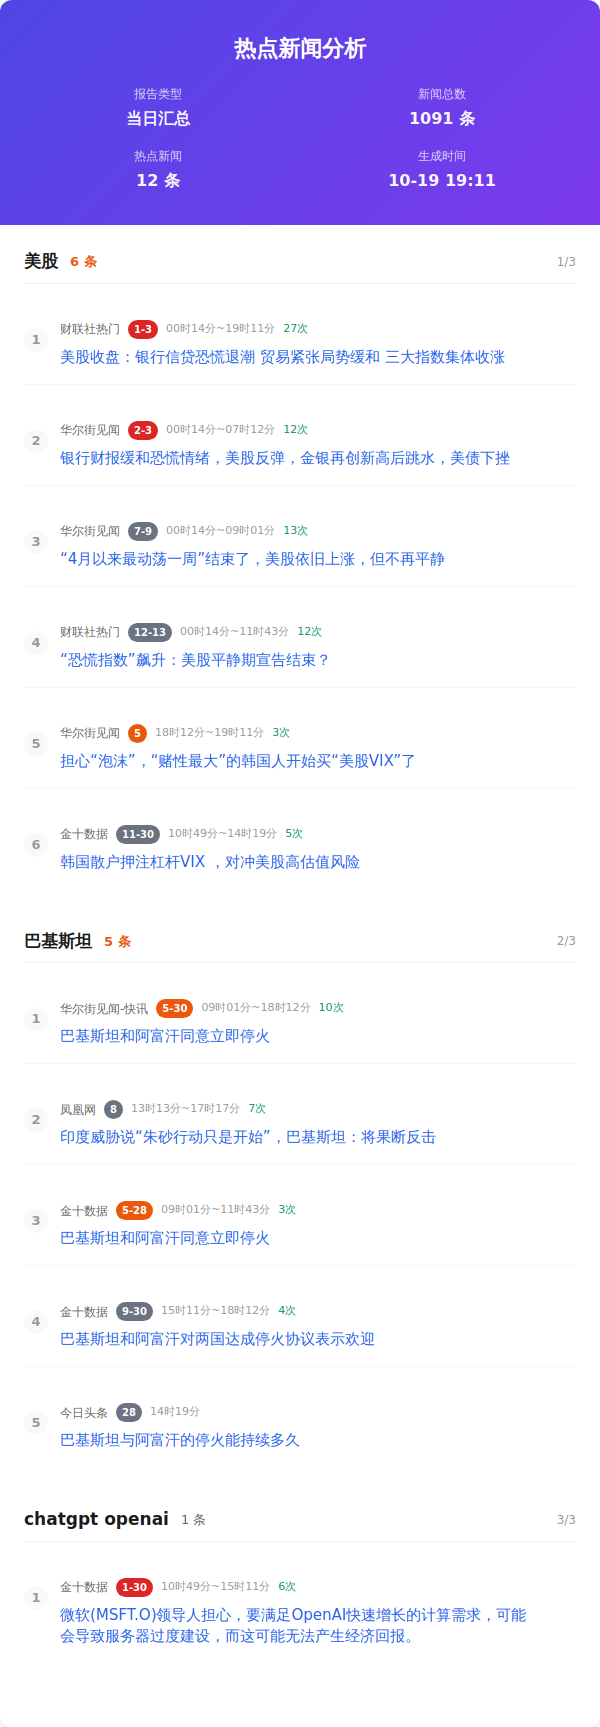 热点新闻分析
报告类型
新闻总数
当日汇总
1091 条
热点新闻
生成时间
12 条
10-19 19:11
美股 6 条 1/3
1 财联社热门 1-3 00时14分~19时11分 27次
美股收盘：银行信贷恐慌退潮 贸易紧张局势缓和 三大指数集体收涨
2 华尔街见闻 2-3 00时14分~07时12分 12次
银行财报缓和恐慌情绪，美股反弹，金银再创新高后跳水，美债下挫
3 华尔街见闻 7-9 00时14分~09时01分 13次
“4月以来最动荡一周”结束了，美股依旧上涨，但不再平静
4 财联社热门 12-13 00时14分~11时43分 12次
“恐慌指数”飙升：美股平静期宣告结束？
5 华尔街见闻 5 18时12分~19时11分 3次
担心“泡沫”，“赌性最大”的韩国人开始买“美股VIX”了
6 金十数据 11-30 10时49分~14时19分 5次
韩国散户押注杠杆VIX ，对冲美股高估值风险
巴基斯坦 5 条 2/3
1 华尔街见闻-快讯 5-30 09时01分~18时12分 10次
巴基斯坦和阿富汗同意立即停火
2 凤凰网 8 13时13分~17时17分 7次
印度威胁说“朱砂行动只是开始”，巴基斯坦：将果断反击
3 金十数据 5-28 09时01分~11时43分 3次
巴基斯坦和阿富汗同意立即停火
4 金十数据 9-30 15时11分~18时12分 4次
巴基斯坦和阿富汗对两国达成停火协议表示欢迎
5 今日头条 28 14时19分
巴基斯坦与阿富汗的停火能持续多久
chatgpt openai 1 条 3/3
1 金十数据 1-30 10时49分~15时11分 6次
微软(MSFT.O)领导人担心，要满足OpenAI快速增长的计算需求，可能
会导致服务器过度建设，而这可能无法产生经济回报。